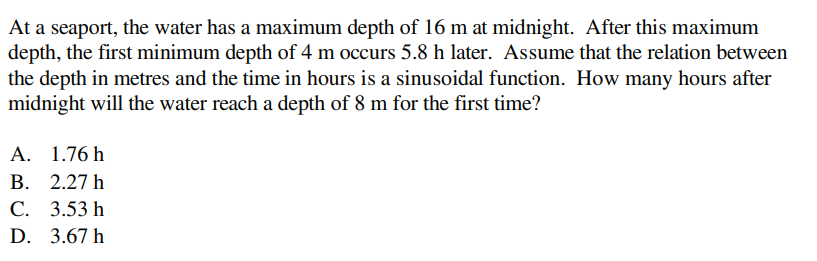 At a seaport, the water has a maximum depth of 16 m at midnight. After this maximum
depth, the first minimum depth of 4 m occurs 5.8 h later. Assume that the relation between
the depth in metres and the time in hours is a sinusoidal function. How many hours after
midnight will the water reach a depth of 8 m for the first time?
A. 1.76 h
B. 2.27 h
C. 3.53 h
D. 3.67 h